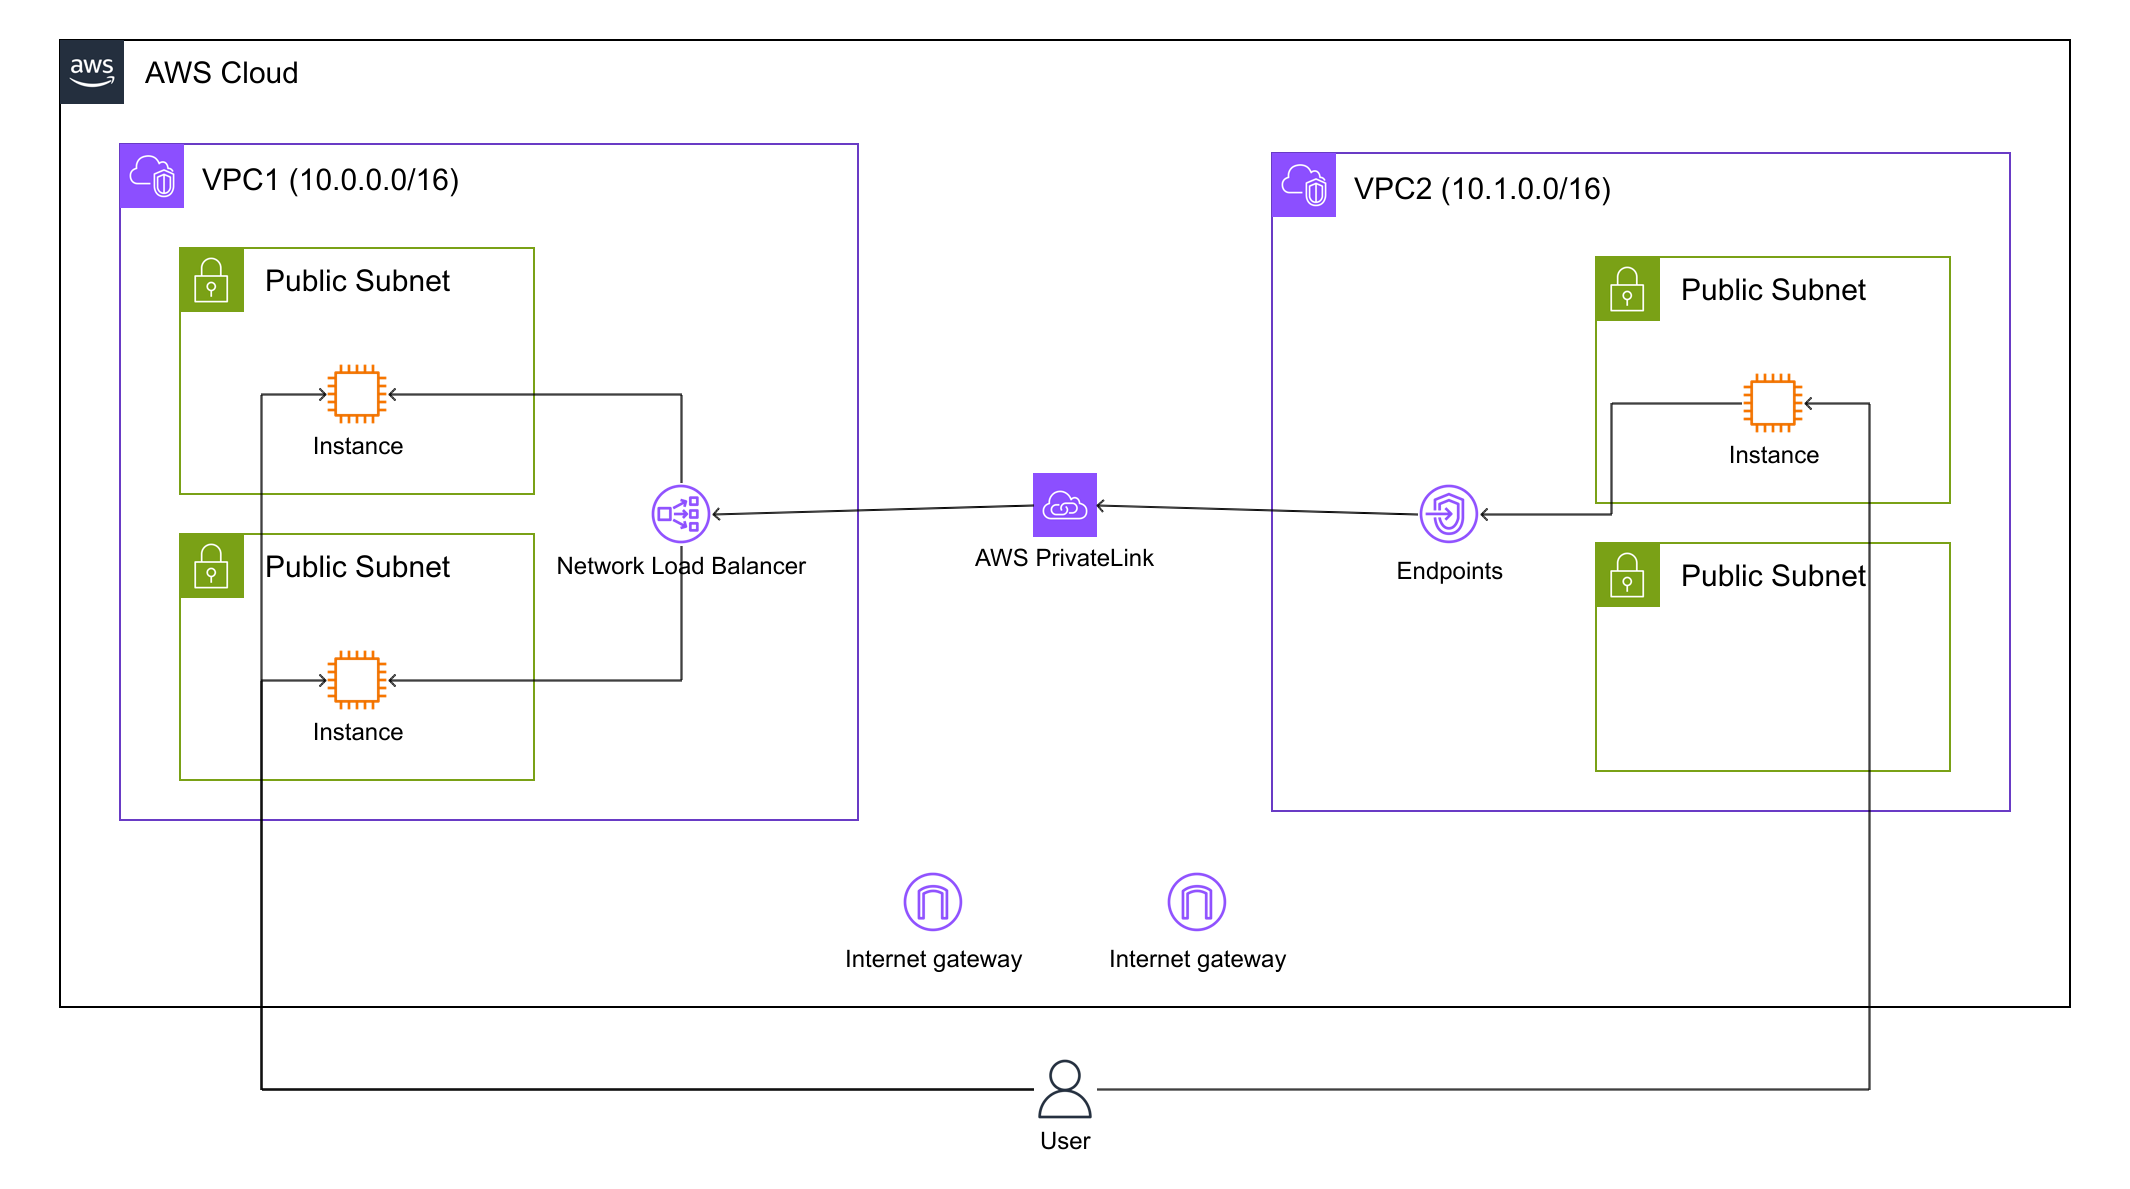 aws
AWS Cloud
VPC1 (10.0.0.0/16)
Public Subnet
Instance
Public Subnet
Instance
Network Load Balancer
AWS PrivateLink
VPC2 (10.1.0.0/16)
Public Subnet
Instance
Endpoints
Public Subnet
Internet gateway
Internet gateway
User